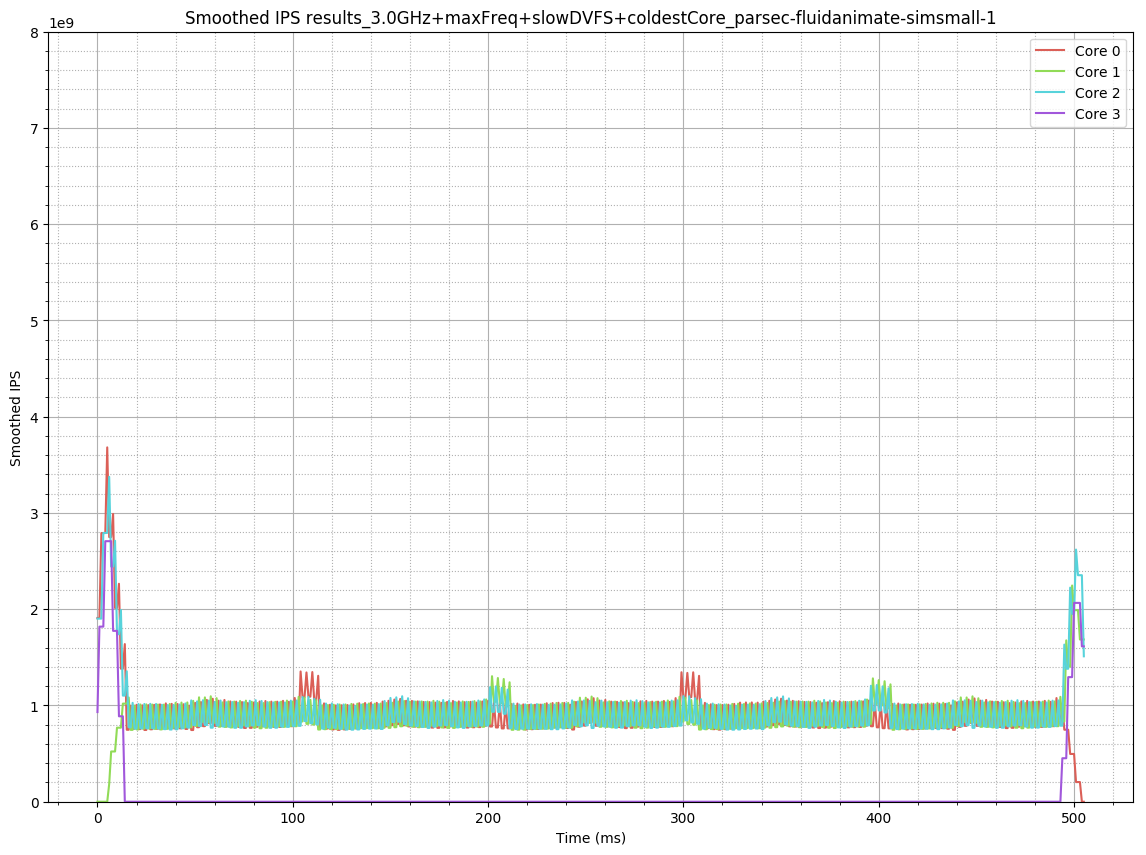 Smoothed IPS results_3.0GHz+maxFreq+slowDVFS+coldestCore_parsec-fluidanimate-simsmall-1
1e9
8
7
6
5
4
3
2
1
0
Smoothed IPS
Core 0
Core 1
Core 2
Core 3
0 100 200 300 400 500
Time (ms)